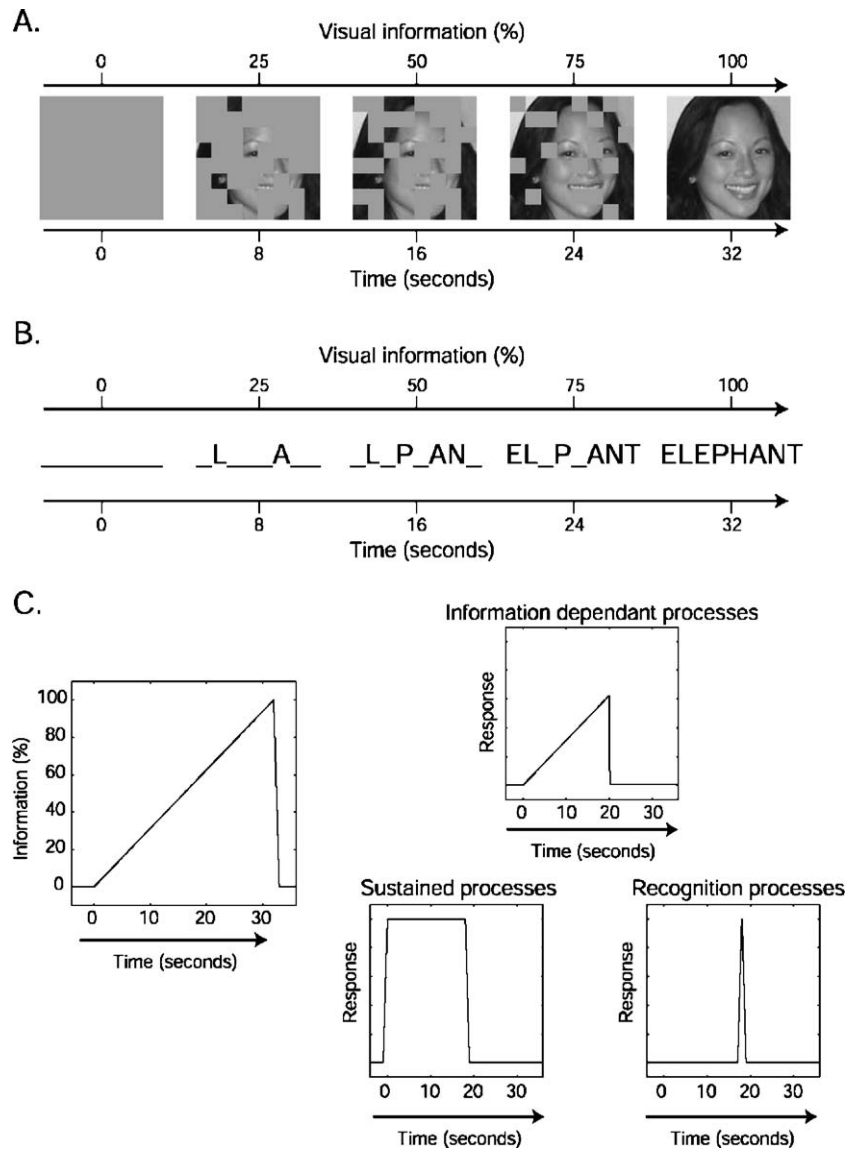 A.
Visual information (%)
0 25 50 75 100
0 8 16 24 32
Time (seconds)
B.
Visual information (%)
0 25 50 75 100
________ _L___A__ _L_P_AN_ EL_P_ANT ELEPHANT
0 8 16 24 32
Time (seconds)
C.
Information dependant processes
Response
0 10 20 30
Time (seconds)
Information (%)
100
80
60
40
20
0
0 10 20 30
Time (seconds)
Sustained processes
Response
0 10 20 30
Time (seconds)
Recognition processes
Response
0 10 20 30
Time (seconds)